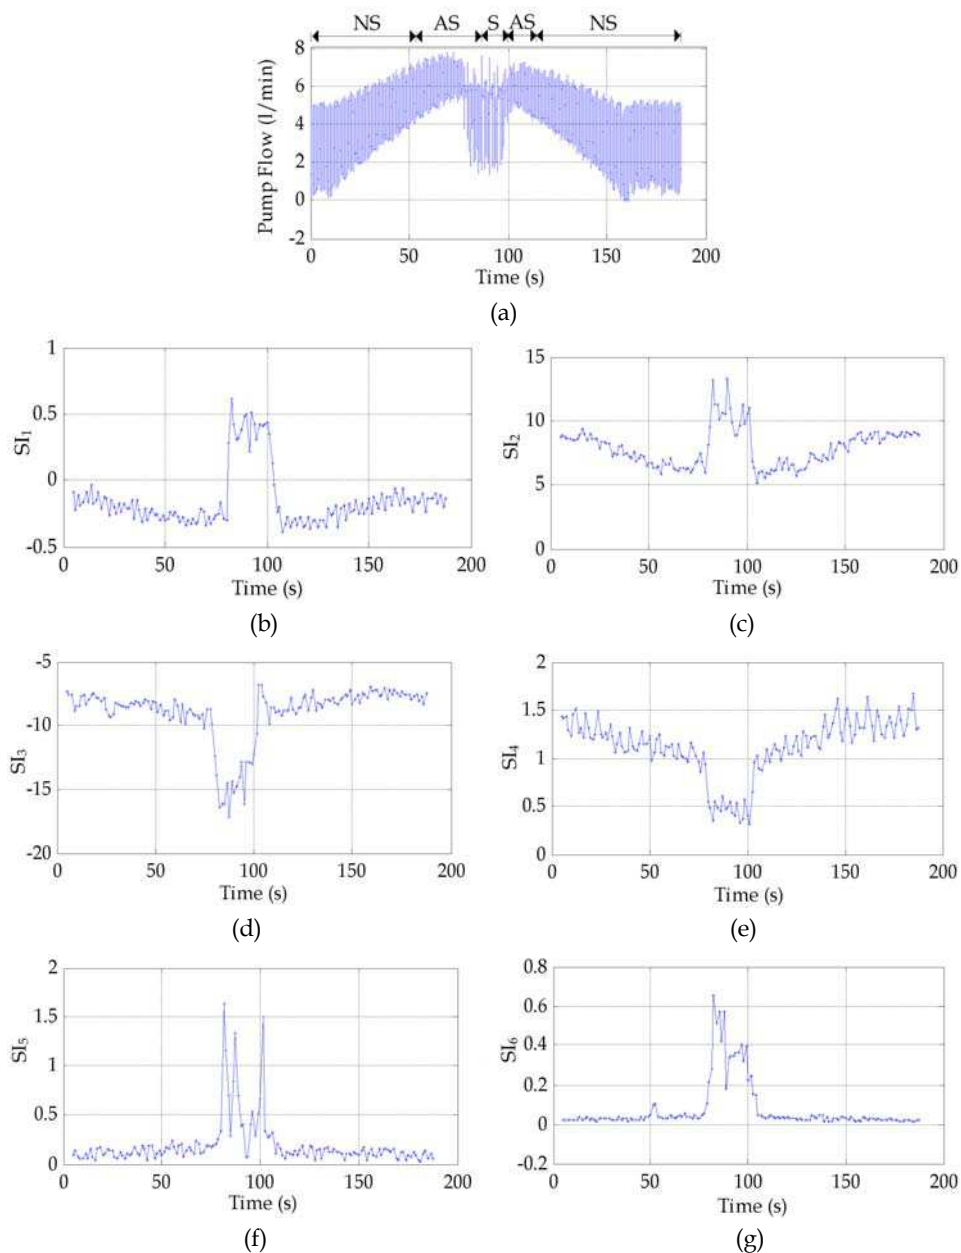 NS AS S AS NS
Pump Flow (l/min)
8
6
4
2
0
-2
0 50 100 150 200
Time (s)
(a)
SI1
1
0.5
0
-0.5
0 50 100 150 200
Time (s)
(b)
SI2
15
10
5
0
0 50 100 150 200
Time (s)
(c)
SI3
-5
-10
-15
-20
0 50 100 150 200
Time (s)
(d)
SI4
2
1.5
1
0.5
0
0 50 100 150 200
Time (s)
(e)
SI5
2
1.5
1
0.5
0
0 50 100 150 200
Time (s)
(f)
SI6
0.8
0.6
0.4
0.2
0
-0.2
0 50 100 150 200
Time (s)
(g)